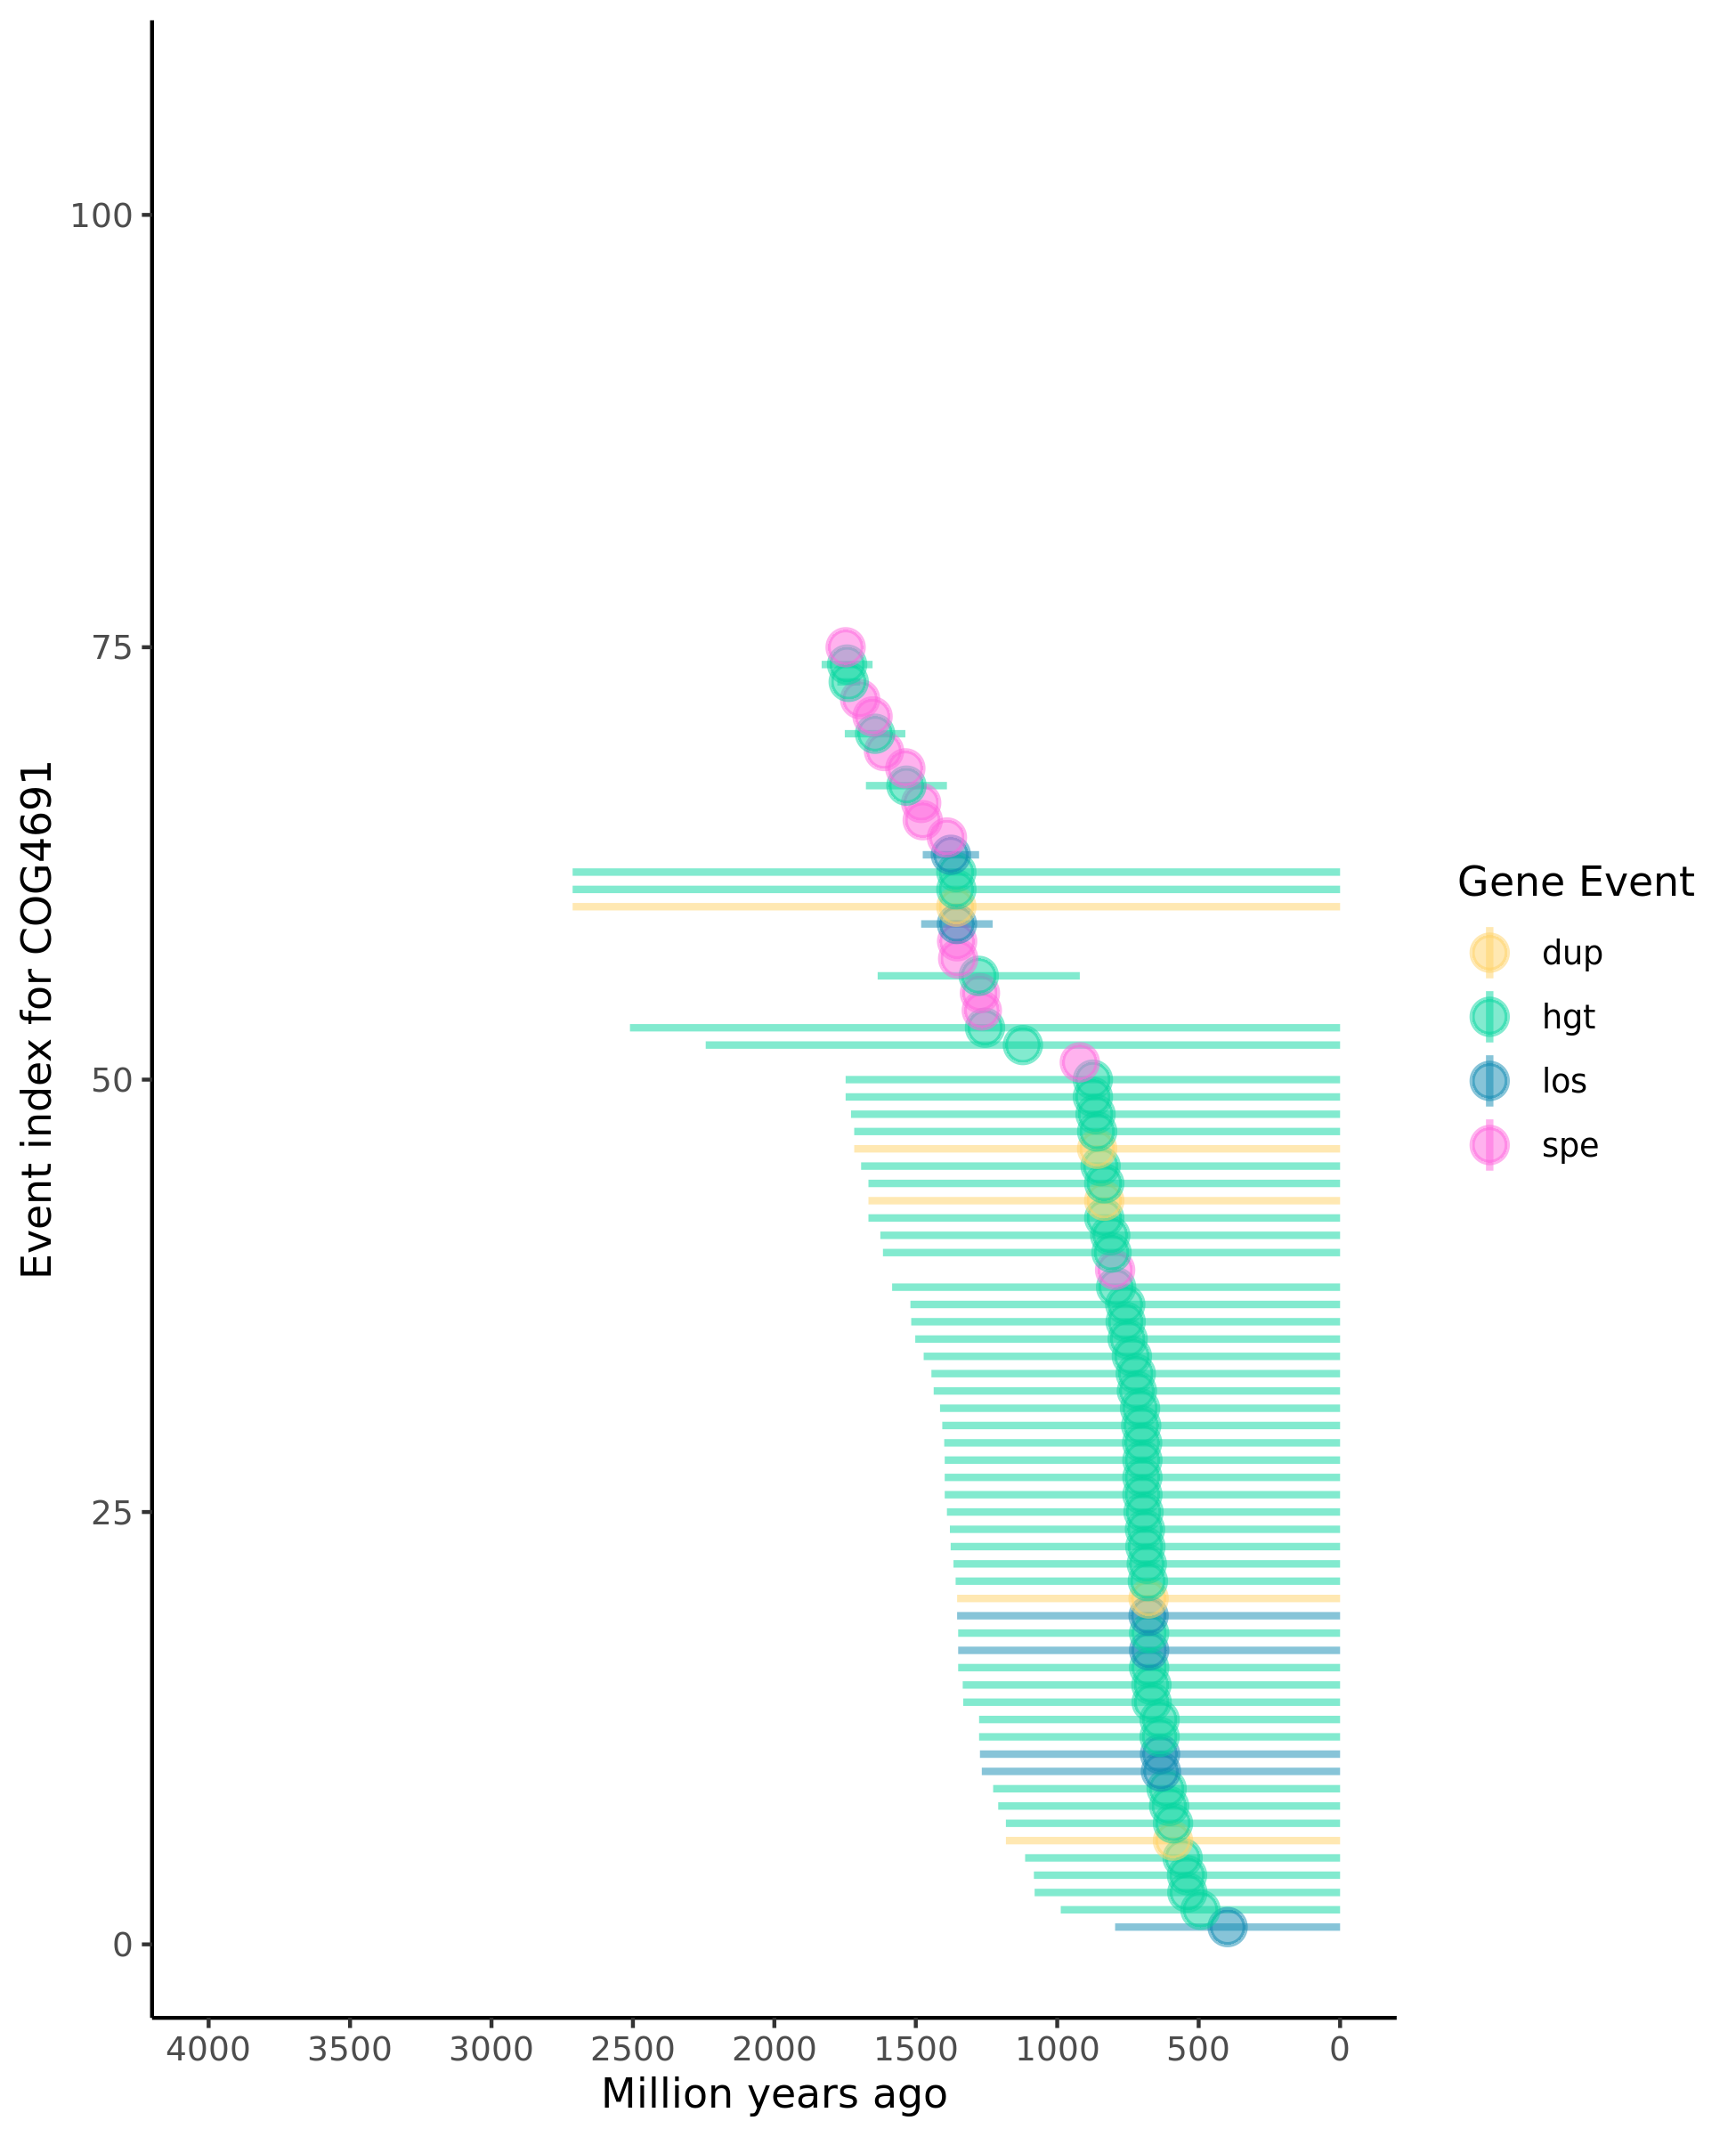 Event index for COG4691
100
75
50
25
0
4000 3500 3000 2500 2000 1500 1000 500 0
Million years ago
Gene Event
dup
hgt
los
spe